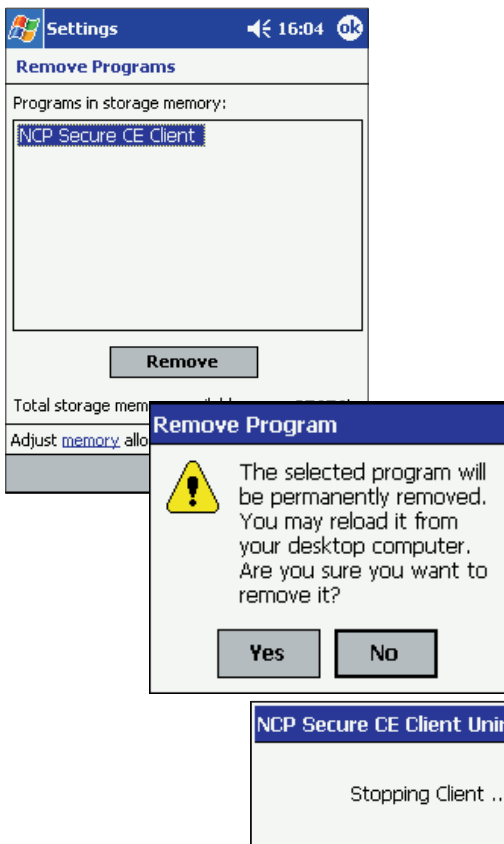 Settings 16:04 ok
Remove Programs
Programs in storage memory:
NCP Secure CE Client
Remove
Total storage mem
Adjust memory allo
Remove Program
The selected program will
be permanently removed.
You may reload it from
your desktop computer.
Are you sure you want to
remove it?
Yes No
NCP Secure CE Client
Stopping Client ..